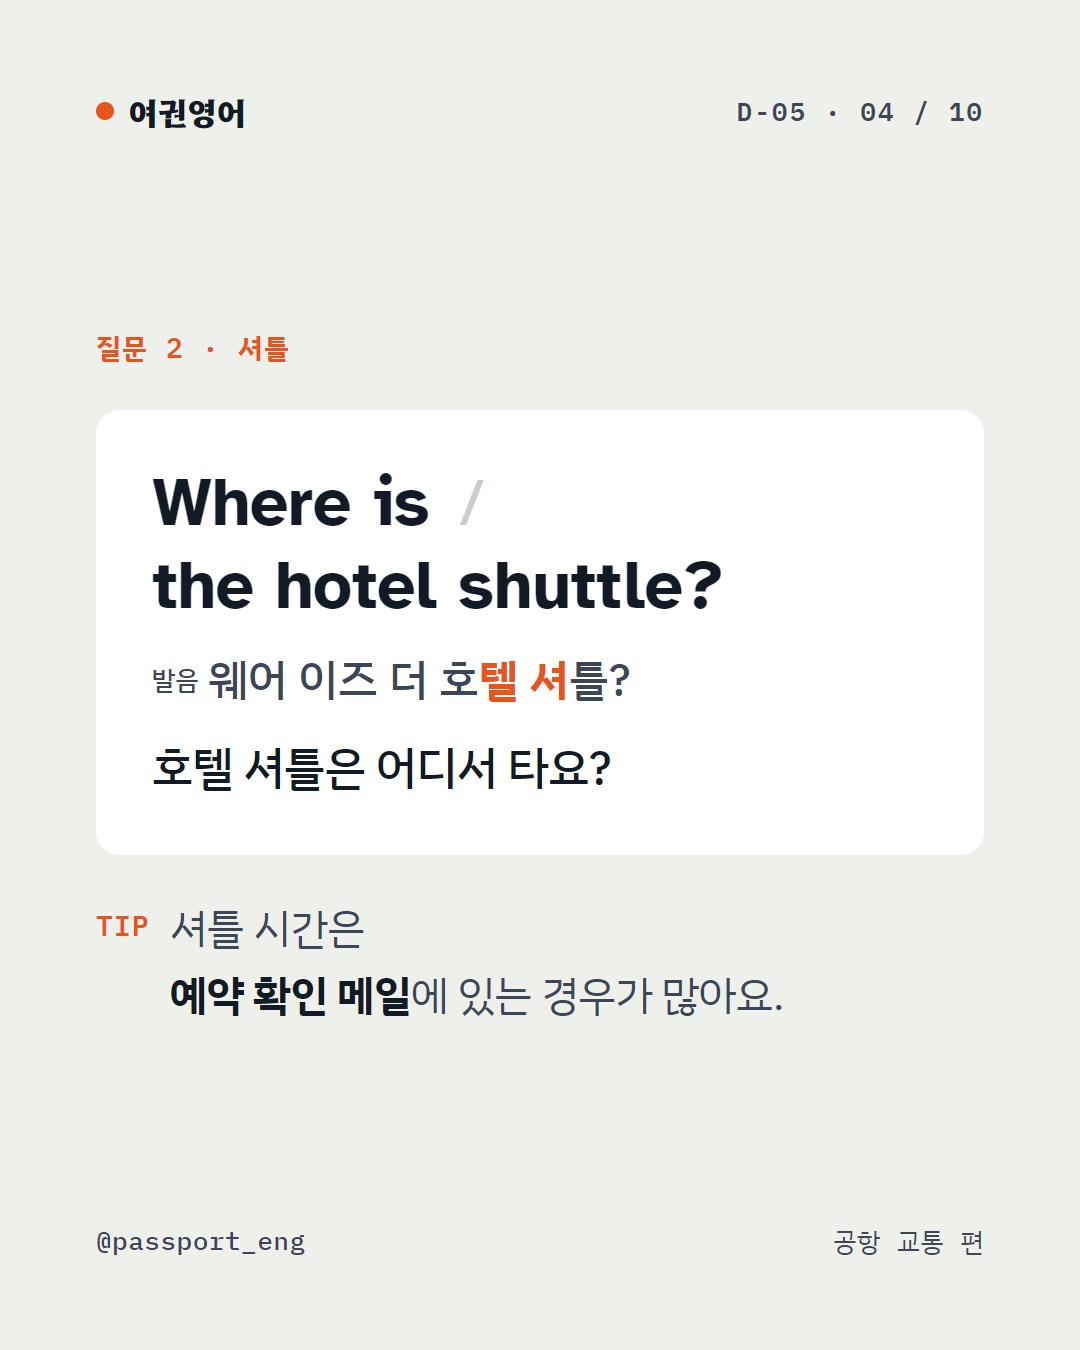 여권영어
D-05 · 04 / 10
질문 2 · 셔틀
Where is /
the hotel shuttle?
발음 웨어 이즈 더 호텔 셔틀?
호텔 셔틀은 어디서 타요?
TIP 셔틀 시간은
예약 확인 메일에 있는 경우가 많아요.
@passport_eng
공항 교통 편